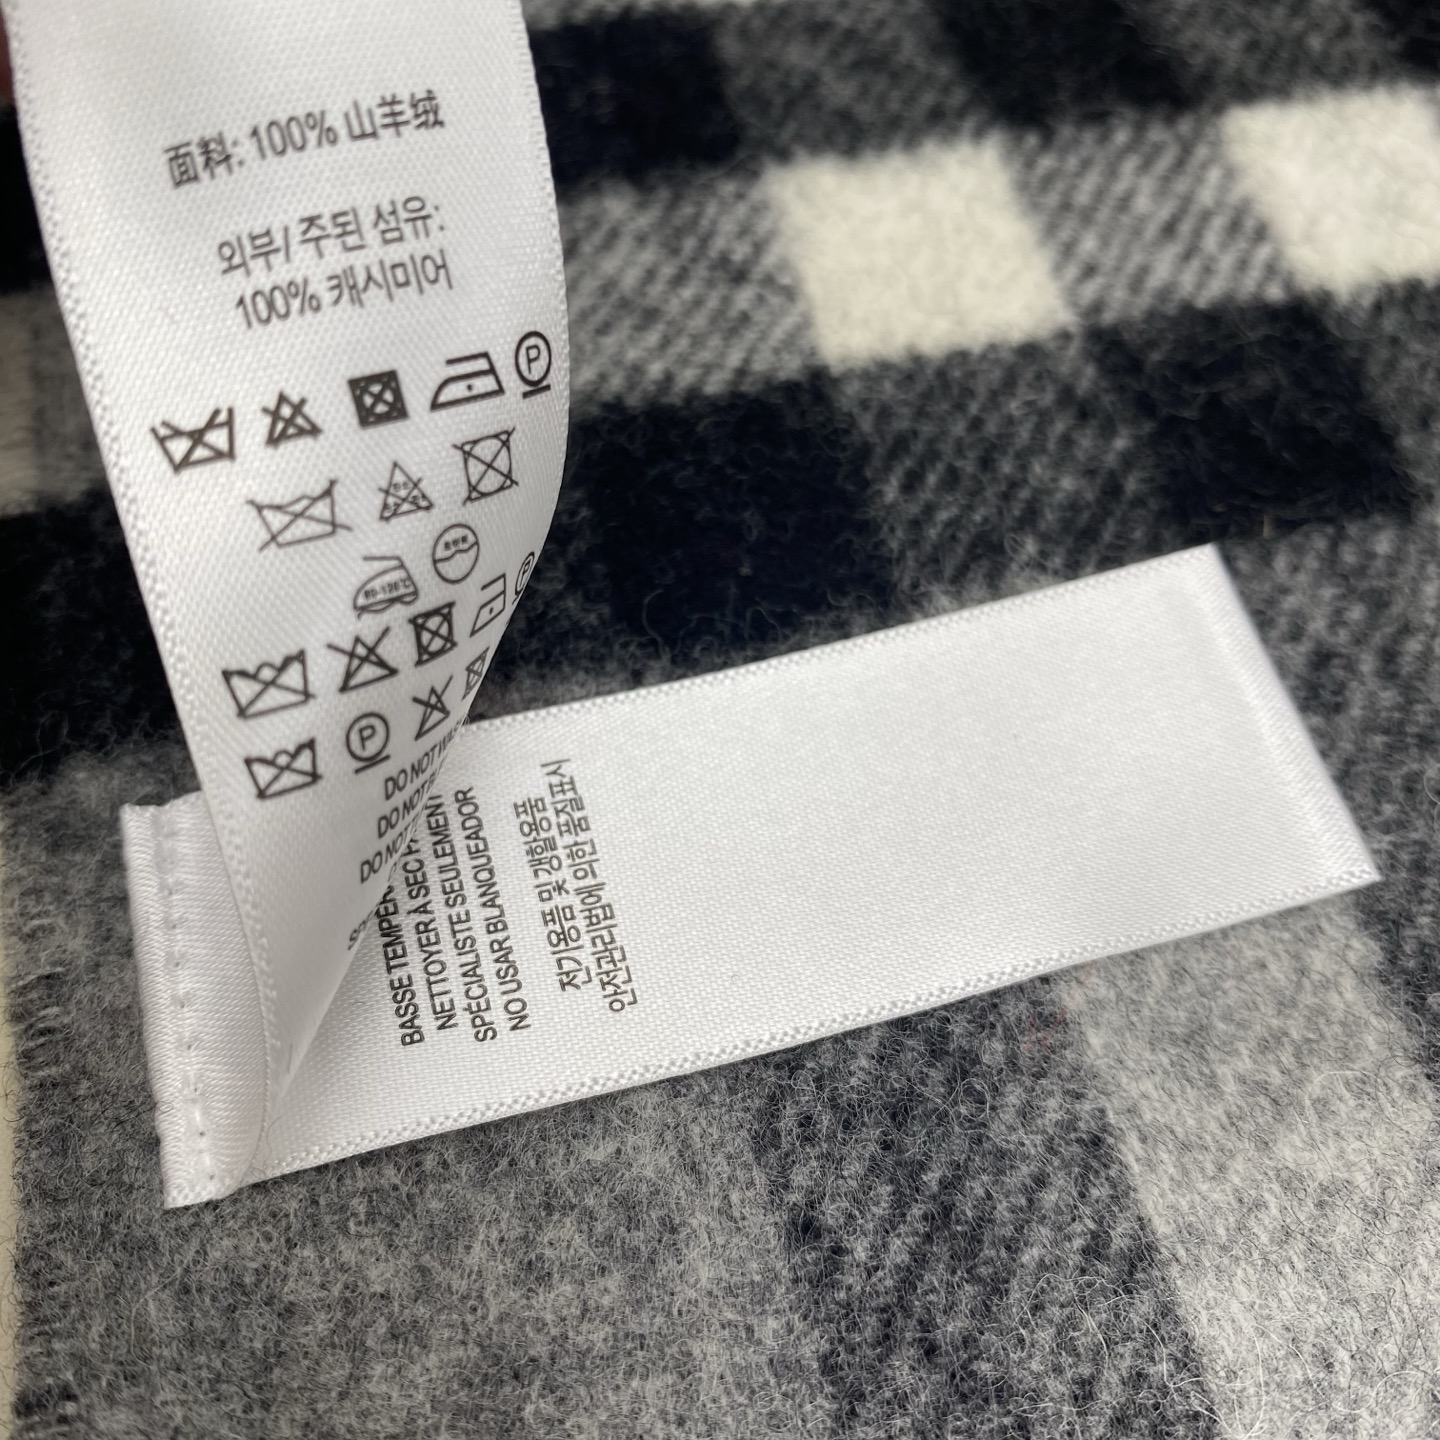 面料: 100% 山羊绒
외부/ 주된 섬유:
100% 캐시미어
P
80-120℃
P
P
DO NOT
DO NOT
DO NOT
BASSE
NETTOYER À SEC
SPÉCIALISTE SEULEMENT
NO USAR BLANQUEADOR
전기용품 및 생활용품
안전관리법에 의한 품질표시